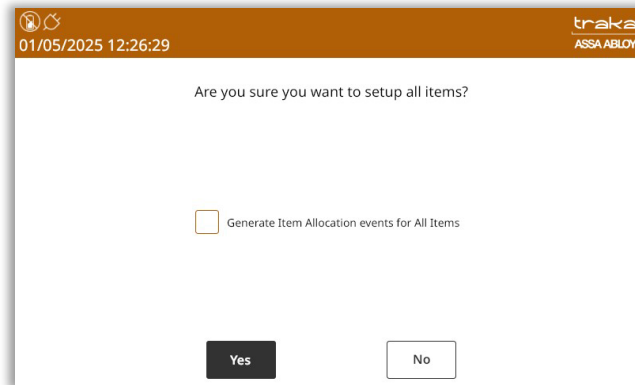 traka
01/05/2025 12:26:29
ASSA ABLOY
Are you sure you want to setup all items?
Generate Item Allocation events for All Items
Yes
No